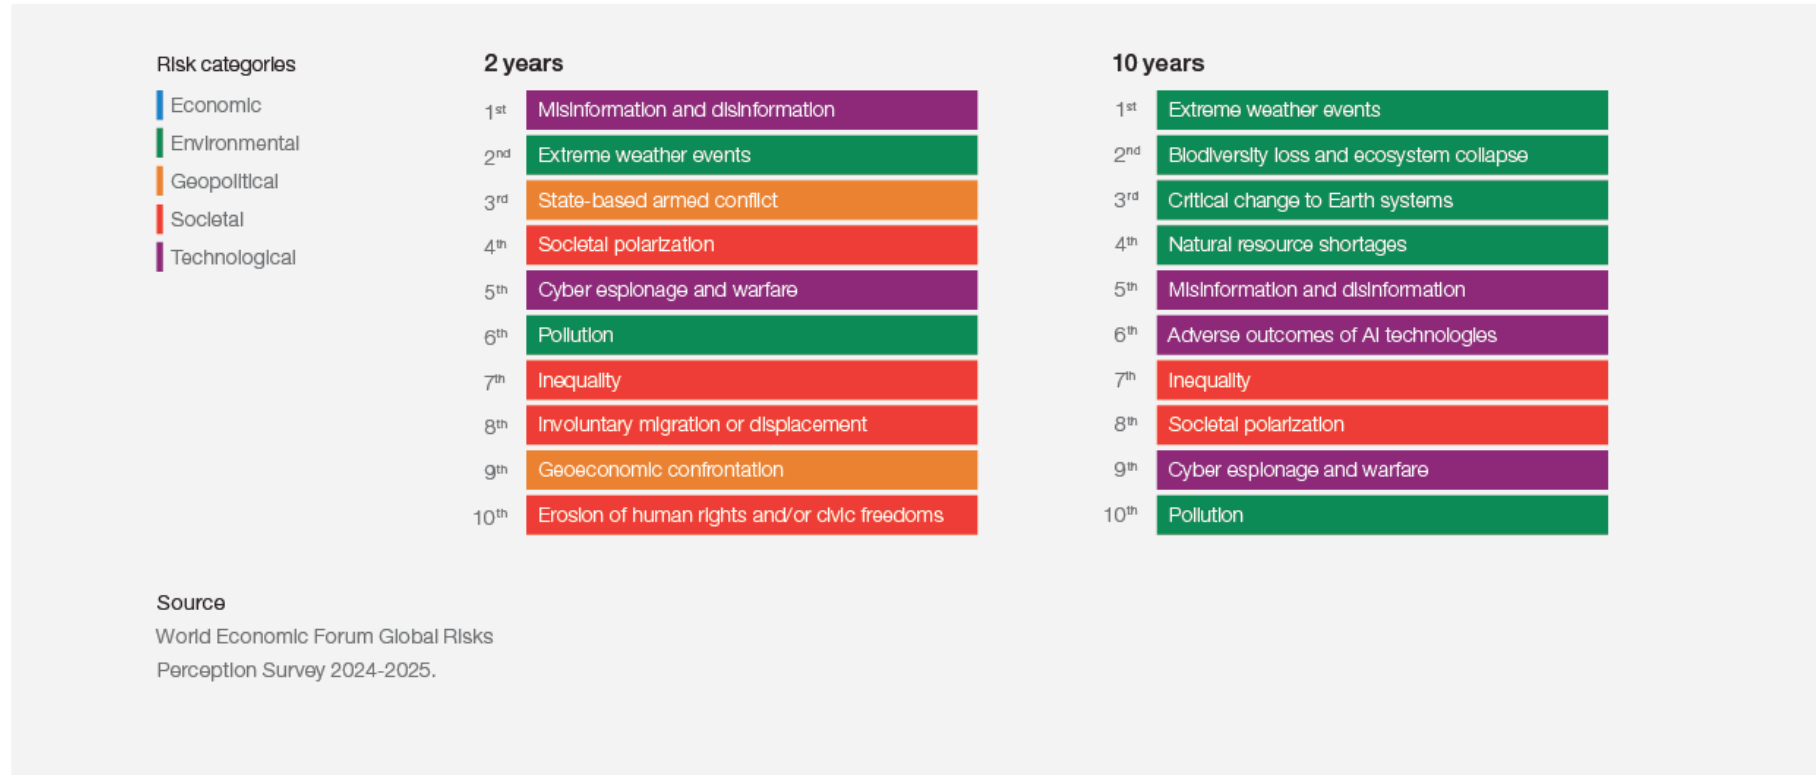 Risk categories
Economic
Environmental
Geopolitical
Societal
Technological
2 years
1st Misinformation and disinformation
2nd Extreme weather events
3rd State-based armed conflict
4th Societal polarization
5th Cyber espionage and warfare
6th Pollution
7th Inequality
8th Involuntary migration or displacement
9th Geoeconomic confrontation
10th Erosion of human rights and/or civic freedoms
10 years
1st Extreme weather events
2nd Biodiversity loss and ecosystem collapse
3rd Critical change to Earth systems
4th Natural resource shortages
5th Misinformation and disinformation
6th Adverse outcomes of AI technologies
7th Inequality
8th Societal polarization
9th Cyber espionage and warfare
10th Pollution
Source
World Economic Forum Global Risks
Perception Survey 2024-2025.